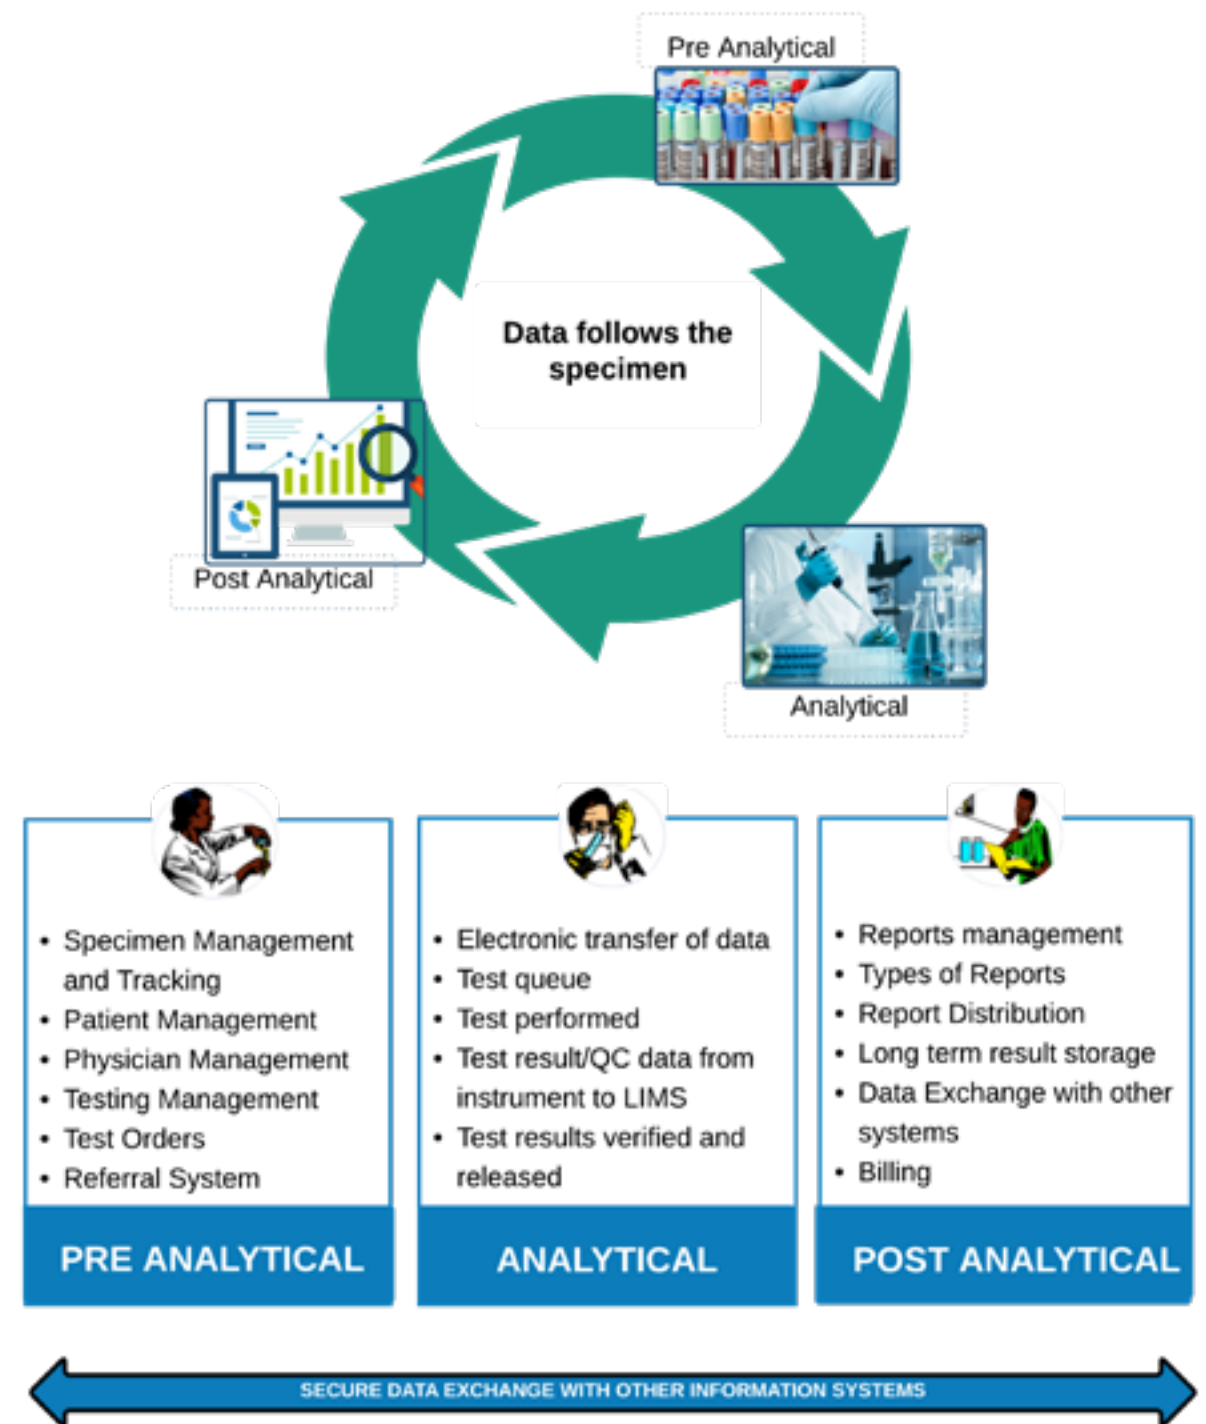 Pre Analytical
Data follows the
specimen
Post Analytical
Analytical
• Specimen Management
and Tracking
• Patient Management
• Physician Management
• Testing Management
• Test Orders
• Referral System
PRE ANALYTICAL
• Electronic transfer of data
• Test queue
• Test performed
• Test result/QC data from
instrument to LIMS
• Test results verified and
released
ANALYTICAL
• Reports management
• Types of Reports
• Report Distribution
• Long term result storage
• Data Exchange with other
systems
• Billing
POST ANALYTICAL
SECURE DATA EXCHANGE WITH OTHER INFORMATION SYSTEMS